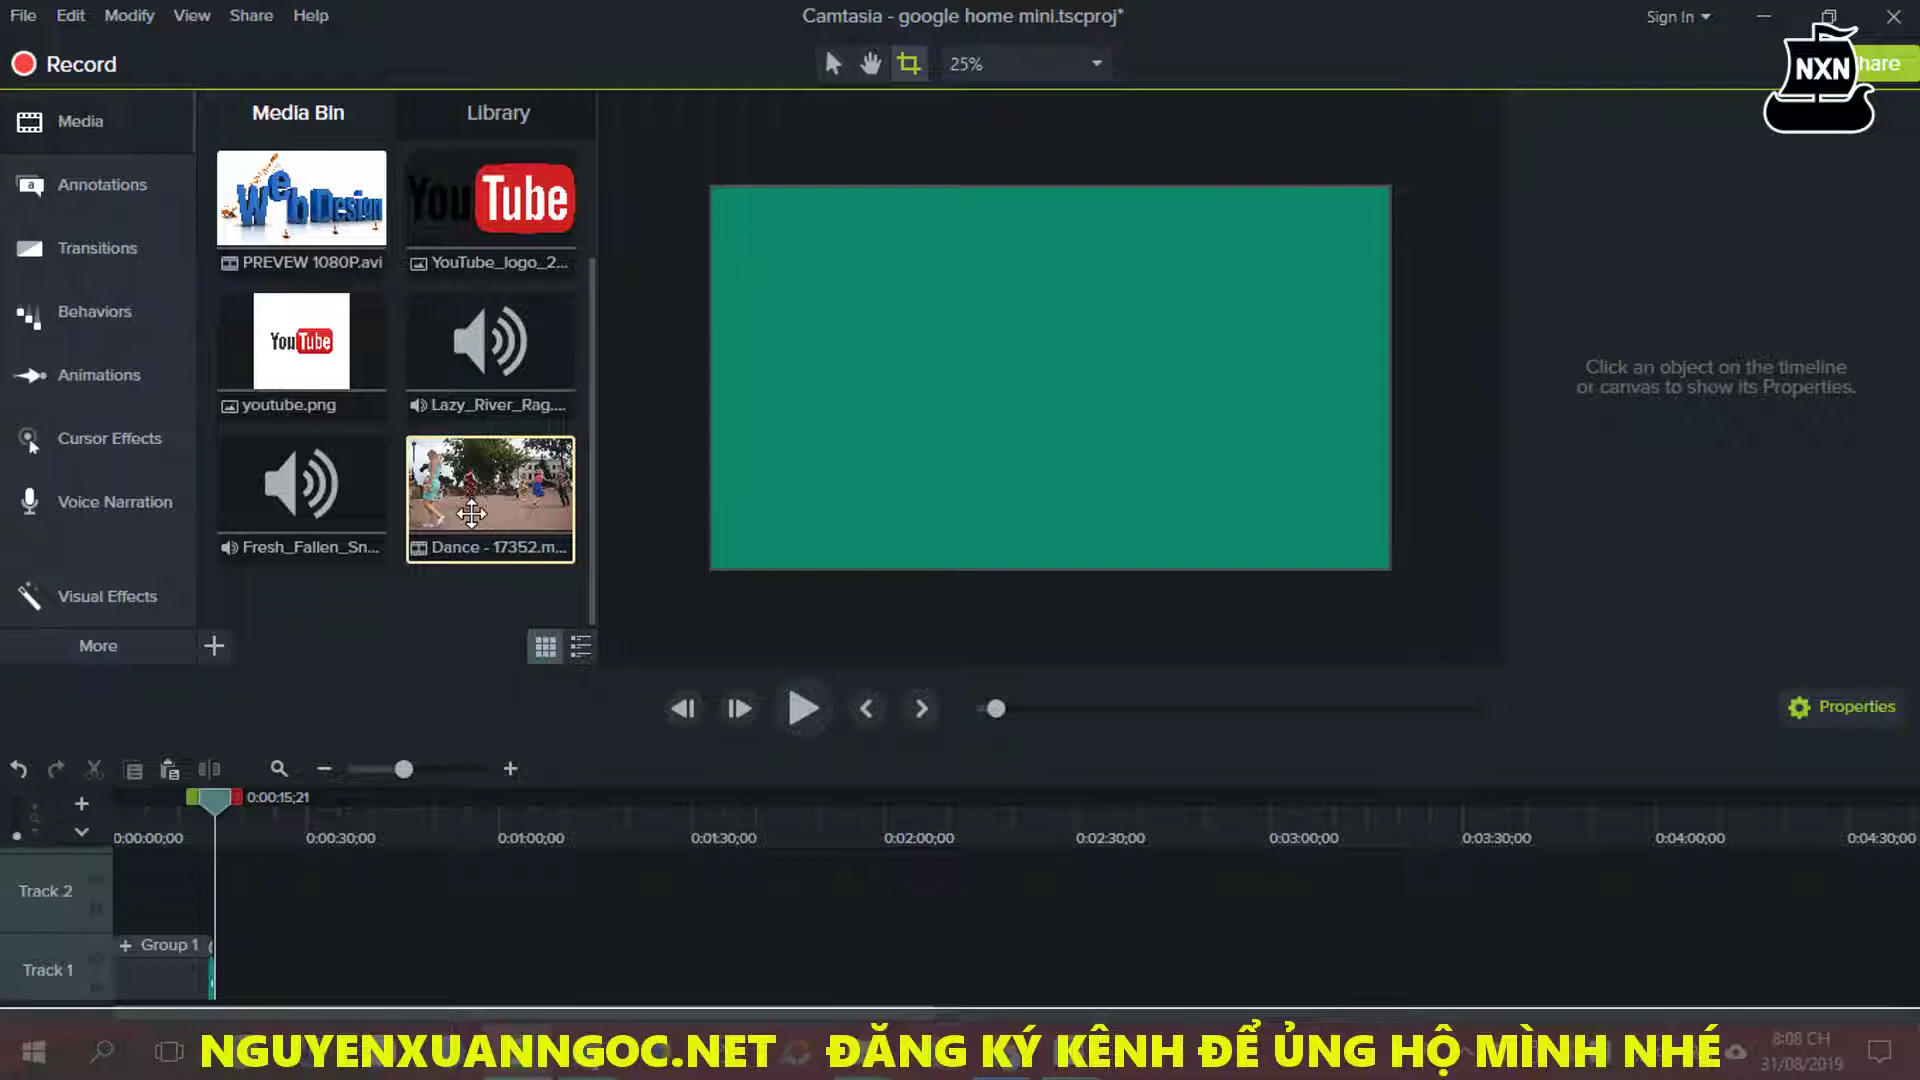 File Edit Modify View Share Help
Camtasia - google home mini.tscproj*
Sign In
Record
25%
NXN
hare
Media
Media Bin
Library
Annotations
Transitions
Behaviors
Animations
Cursor Effects
Voice Narration
Visual Effects
More
Web Design
You Tube
PREVEW 1080P.avi
YouTube_logo_2...
You Tube
youtube.png
Lazy_River_Rag....
Fresh_Fallen_Sn...
Dance - 17352.m...
Click an object on the timeline
or canvas to show its Properties.
Properties
0:00:15;21
0:00:00;00 0:00:30;00 0:01:00;00 0:01:30;00 0:02:00;00 0:02:30;00 0:03:00;00 0:03:30;00 0:04:00;00 0:04:30;00
Track 2
Group 1
Track 1
NGUYENXUANNGOC.NET ĐĂNG KÝ KÊNH ĐỂ ỦNG HỘ MÌNH NHÉ
8:08 CH
31/08/2019